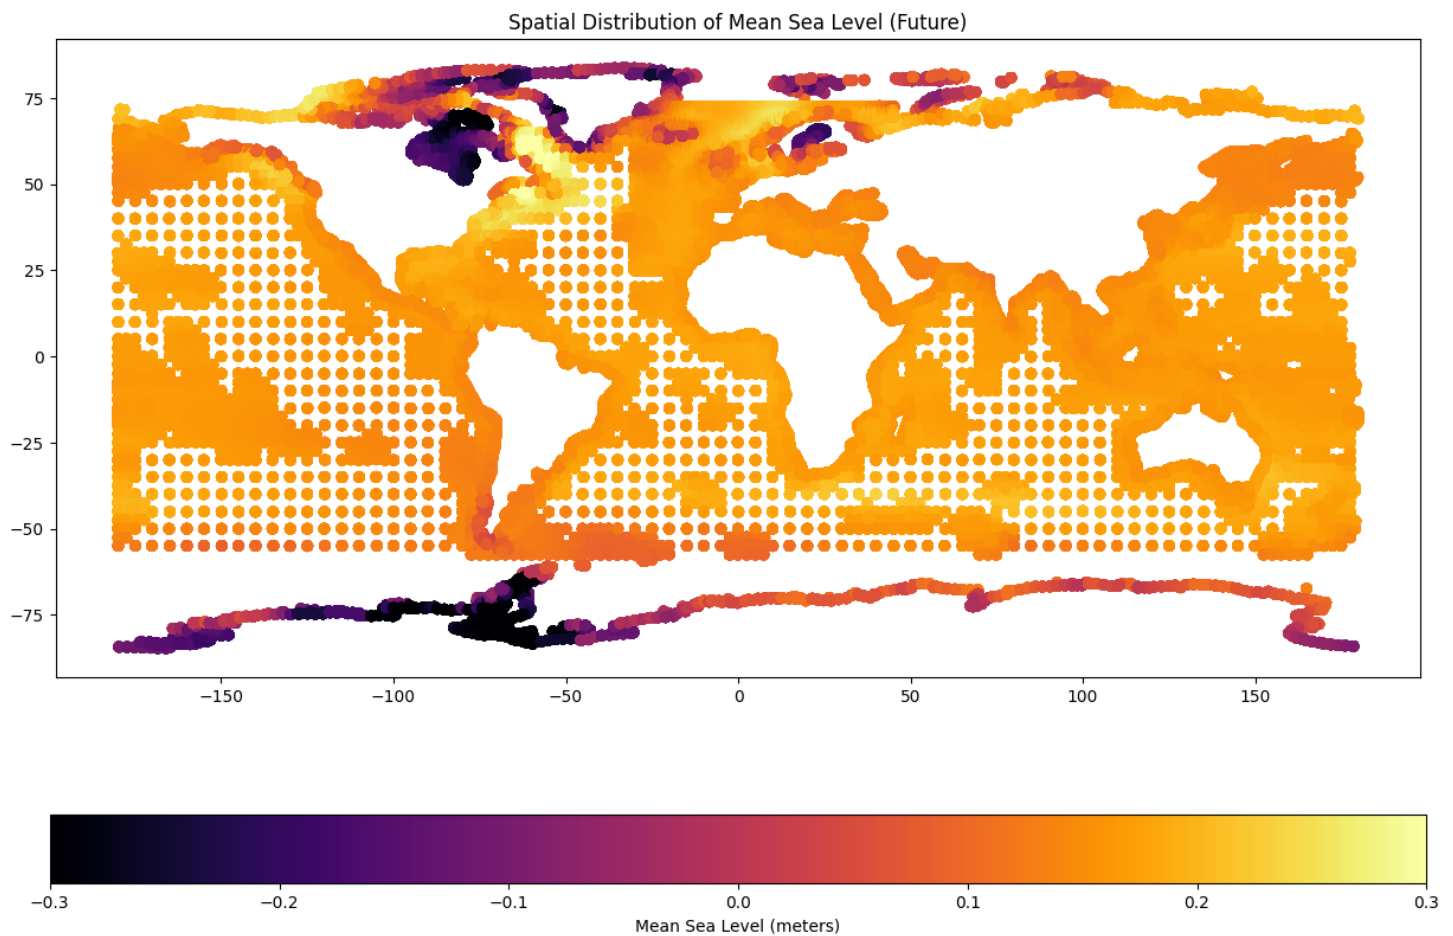 Spatial Distribution of Mean Sea Level (Future)
75
50
25
0
−25
−50
−75
−150 −100 −50 0 50 100 150
−0.3 −0.2 −0.1 0.0 0.1 0.2 0.3
Mean Sea Level (meters)